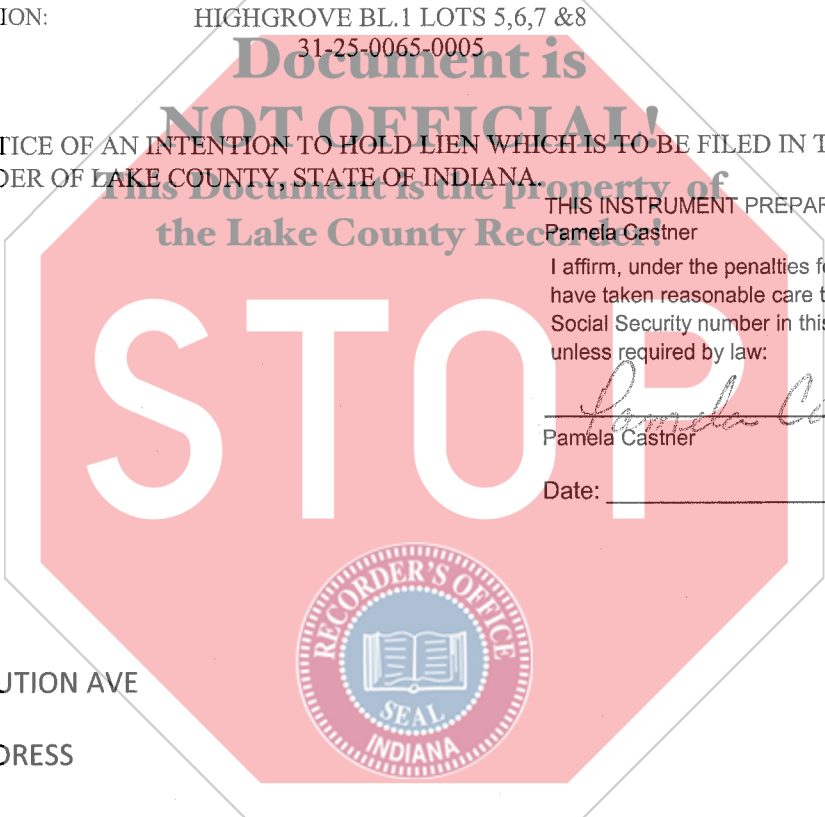 ION: HIGHGROVE BL.1 LOTS 5,6,7 &8
31-25-0065-0005
Document is
NOT OFFICIAL!
TICE OF AN INTENTION TO HOLD LIEN WHICH IS TO BE FILED IN T
DER OF LAKE COUNTY, STATE OF INDIANA.
This Document is the property of
the Lake County Recorder!
THIS INSTRUMENT PREPAR
Pamela Castner
I affirm, under the penalties f
have taken reasonable care t
Social Security number in this
unless required by law:
Pamela C
Pamela Castner
Date:
STOP
RECORDER'S OFFICE
SEAL
INDIANA
UTION AVE
DRESS